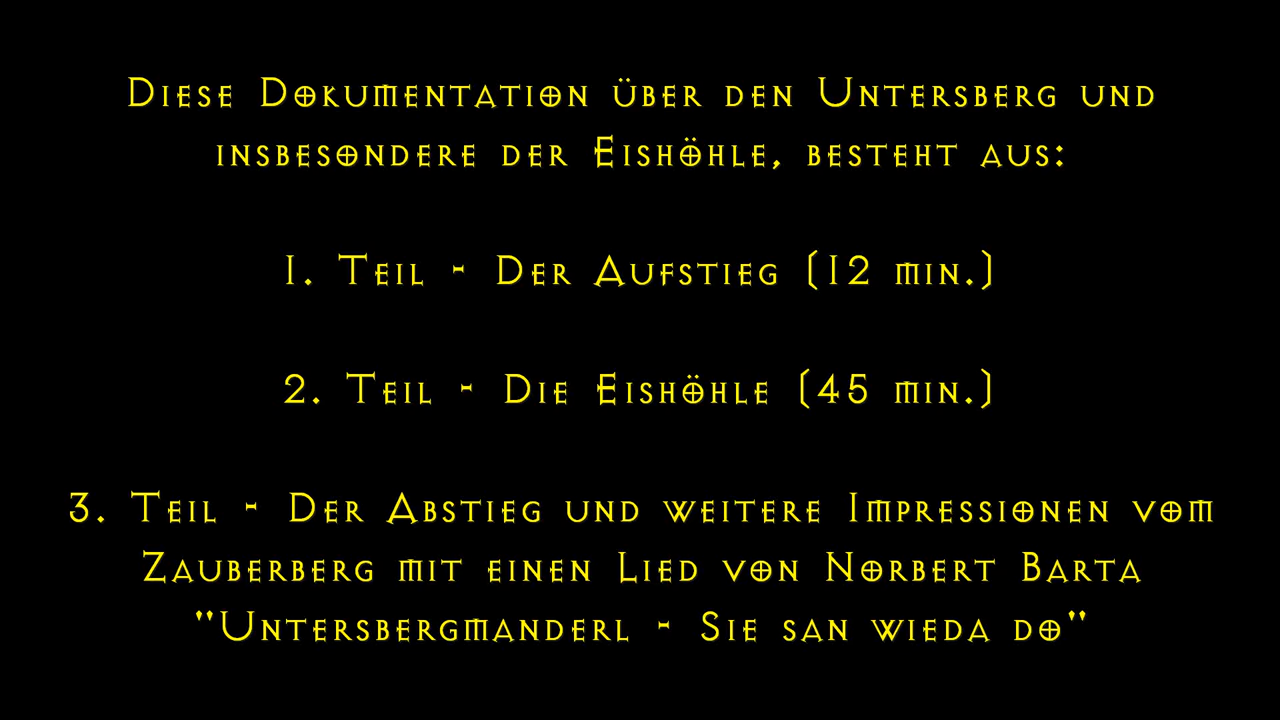 Diese Dokumentation über den Untersberg und
insbesondere der Eishöhle, besteht aus:
1. Teil - Der Aufstieg (12 min.)
2. Teil - Die Eishöhle (45 min.)
3. Teil - Der Abstieg und weitere Impressionen vom
Zauberberg mit einen Lied von Norbert Barta
"Untersbergmanderl - Sie san wieda do"